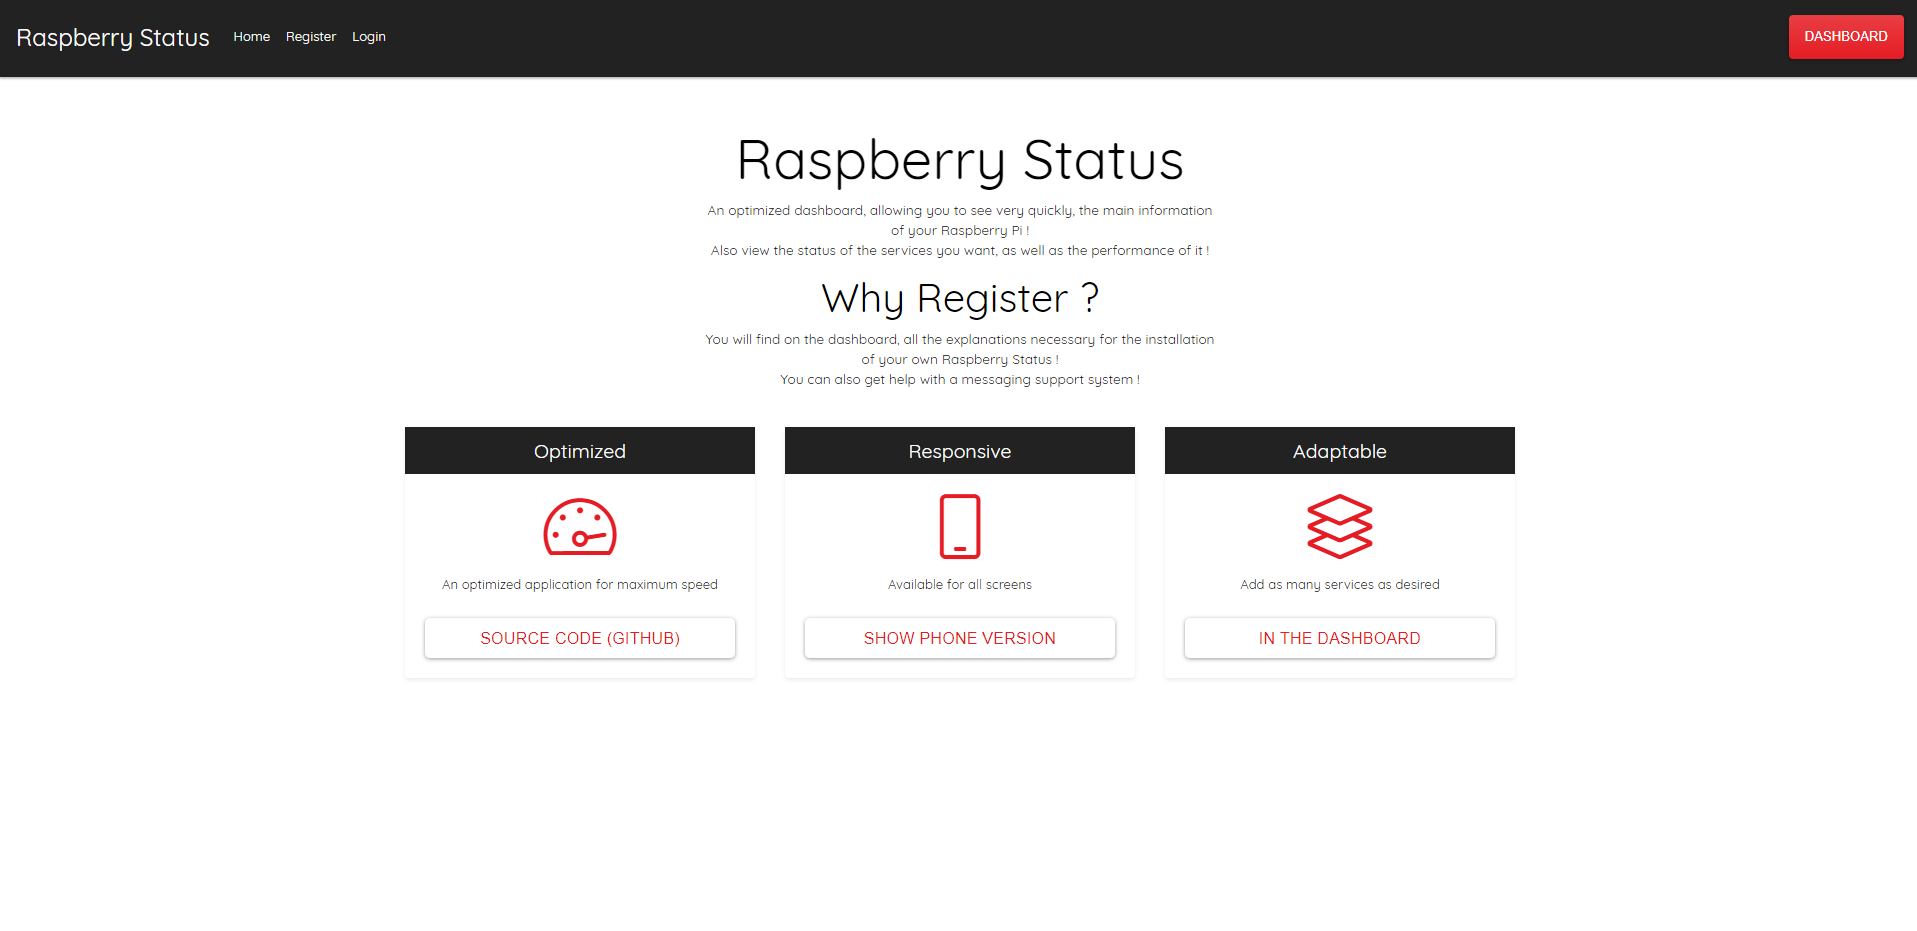 Raspberry Status
Home
Register
Login
DASHBOARD
Raspberry Status
An optimized dashboard, allowing you to see very quickly, the main information
of your Raspberry Pi !
Also view the status of the services you want, as well as the performance of it !
Why Register ?
You will find on the dashboard, all the explanations necessary for the installation
of your own Raspberry Status !
You can also get help with a messaging support system !
Optimized
An optimized application for maximum speed
SOURCE CODE (GITHUB)
Responsive
Available for all screens
SHOW PHONE VERSION
Adaptable
Add as many services as desired
IN THE DASHBOARD